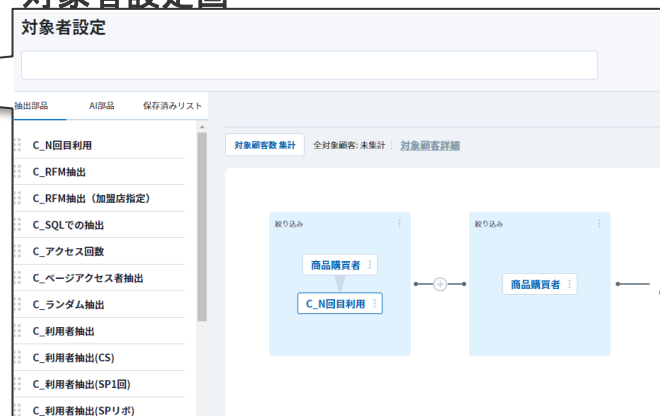 対象者設定画
対象者設定
抽出部品 AI部品 保存済みリスト
C_N回目利用
C_RFM抽出
C_RFM抽出（加盟店指定）
C_SQLでの抽出
C_アクセス回数
C_ページアクセス者抽出
C_ランダム抽出
C_利用者抽出
C_利用者抽出(CS)
C_利用者抽出(SP1回)
C_利用者抽出(SPリボ)
対象顧客数 集計 全対象顧客: 未集計 対象顧客詳細
絞り込み
商品購買者
C_N回目利用
絞り込み
商品購買者